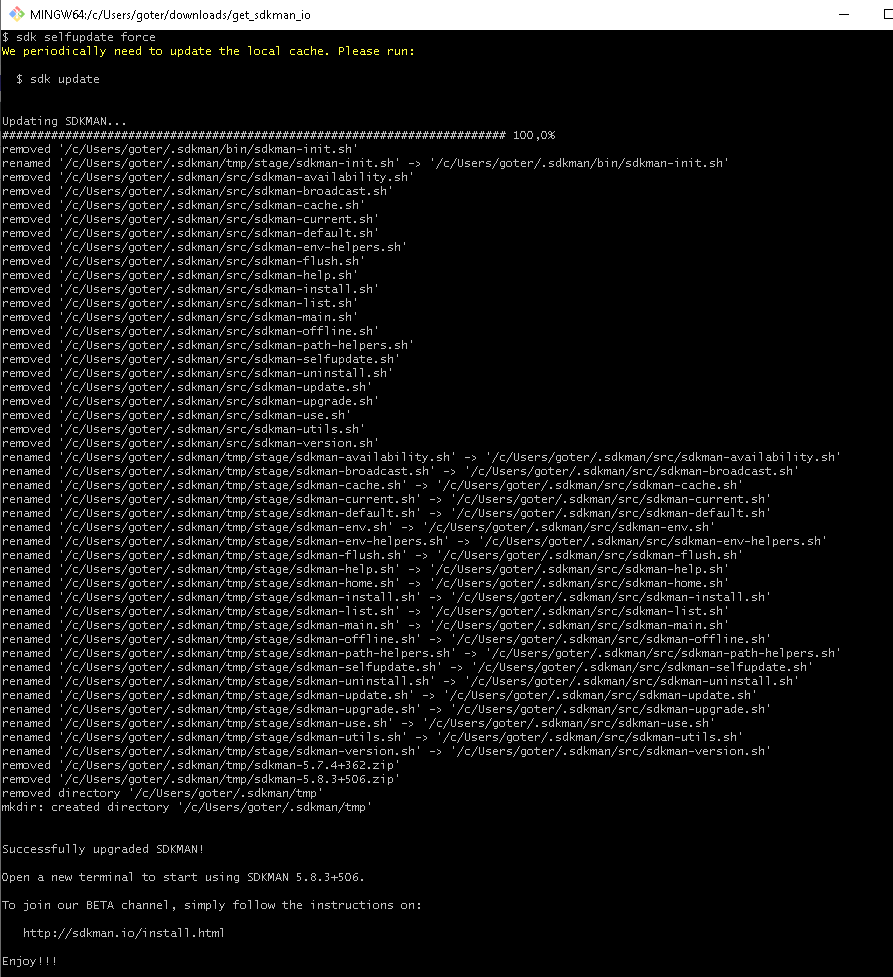 MINGW64:/c/Users/goter/downloads/get_sdkman_io
$ sdk selfupdate force
We periodically need to update the local cache. Please run:
$ sdk update
Updating SDKMAN...
######################################################################## 100,0%
removed '/c/Users/goter/.sdkman/bin/sdkman-init.sh'
renamed '/c/Users/goter/.sdkman/tmp/stage/sdkman-init.sh' -> '/c/Users/goter/.sdkman/bin/sdkman-init.sh'
removed '/c/Users/goter/.sdkman/src/sdkman-availability.sh'
removed '/c/Users/goter/.sdkman/src/sdkman-broadcast.sh'
removed '/c/Users/goter/.sdkman/src/sdkman-cache.sh'
removed '/c/Users/goter/.sdkman/src/sdkman-current.sh'
removed '/c/Users/goter/.sdkman/src/sdkman-default.sh'
removed '/c/Users/goter/.sdkman/src/sdkman-env-helpers.sh'
removed '/c/Users/goter/.sdkman/src/sdkman-flush.sh'
removed '/c/Users/goter/.sdkman/src/sdkman-help.sh'
removed '/c/Users/goter/.sdkman/src/sdkman-install.sh'
removed '/c/Users/goter/.sdkman/src/sdkman-list.sh'
removed '/c/Users/goter/.sdkman/src/sdkman-main.sh'
removed '/c/Users/goter/.sdkman/src/sdkman-offline.sh'
removed '/c/Users/goter/.sdkman/src/sdkman-path-helpers.sh'
removed '/c/Users/goter/.sdkman/src/sdkman-selfupdate.sh'
removed '/c/Users/goter/.sdkman/src/sdkman-uninstall.sh'
removed '/c/Users/goter/.sdkman/src/sdkman-update.sh'
removed '/c/Users/goter/.sdkman/src/sdkman-upgrade.sh'
removed '/c/Users/goter/.sdkman/src/sdkman-use.sh'
removed '/c/Users/goter/.sdkman/src/sdkman-utils.sh'
removed '/c/Users/goter/.sdkman/src/sdkman-version.sh'
renamed '/c/Users/goter/.sdkman/tmp/stage/sdkman-availability.sh' -> '/c/Users/goter/.sdkman/src/sdkman-availability.sh'
renamed '/c/Users/goter/.sdkman/tmp/stage/sdkman-broadcast.sh' -> '/c/Users/goter/.sdkman/src/sdkman-broadcast.sh'
renamed '/c/Users/goter/.sdkman/tmp/stage/sdkman-cache.sh' -> '/c/Users/goter/.sdkman/src/sdkman-cache.sh'
renamed '/c/Users/goter/.sdkman/tmp/stage/sdkman-current.sh' -> '/c/Users/goter/.sdkman/src/sdkman-current.sh'
renamed '/c/Users/goter/.sdkman/tmp/stage/sdkman-default.sh' -> '/c/Users/goter/.sdkman/src/sdkman-default.sh'
renamed '/c/Users/goter/.sdkman/tmp/stage/sdkman-env.sh' -> '/c/Users/goter/.sdkman/src/sdkman-env.sh'
renamed '/c/Users/goter/.sdkman/tmp/stage/sdkman-env-helpers.sh' -> '/c/Users/goter/.sdkman/src/sdkman-env-helpers.sh'
renamed '/c/Users/goter/.sdkman/tmp/stage/sdkman-flush.sh' -> '/c/Users/goter/.sdkman/src/sdkman-flush.sh'
renamed '/c/Users/goter/.sdkman/tmp/stage/sdkman-help.sh' -> '/c/Users/goter/.sdkman/src/sdkman-help.sh'
renamed '/c/Users/goter/.sdkman/tmp/stage/sdkman-home.sh' -> '/c/Users/goter/.sdkman/src/sdkman-home.sh'
renamed '/c/Users/goter/.sdkman/tmp/stage/sdkman-install.sh' -> '/c/Users/goter/.sdkman/src/sdkman-install.sh'
renamed '/c/Users/goter/.sdkman/tmp/stage/sdkman-list.sh' -> '/c/Users/goter/.sdkman/src/sdkman-list.sh'
renamed '/c/Users/goter/.sdkman/tmp/stage/sdkman-main.sh' -> '/c/Users/goter/.sdkman/src/sdkman-main.sh'
renamed '/c/Users/goter/.sdkman/tmp/stage/sdkman-offline.sh' -> '/c/Users/goter/.sdkman/src/sdkman-offline.sh'
renamed '/c/Users/goter/.sdkman/tmp/stage/sdkman-path-helpers.sh' -> '/c/Users/goter/.sdkman/src/sdkman-path-helpers.sh'
renamed '/c/Users/goter/.sdkman/tmp/stage/sdkman-selfupdate.sh' -> '/c/Users/goter/.sdkman/src/sdkman-selfupdate.sh'
renamed '/c/Users/goter/.sdkman/tmp/stage/sdkman-uninstall.sh' -> '/c/Users/goter/.sdkman/src/sdkman-uninstall.sh'
renamed '/c/Users/goter/.sdkman/tmp/stage/sdkman-update.sh' -> '/c/Users/goter/.sdkman/src/sdkman-update.sh'
renamed '/c/Users/goter/.sdkman/tmp/stage/sdkman-upgrade.sh' -> '/c/Users/goter/.sdkman/src/sdkman-upgrade.sh'
renamed '/c/Users/goter/.sdkman/tmp/stage/sdkman-use.sh' -> '/c/Users/goter/.sdkman/src/sdkman-use.sh'
renamed '/c/Users/goter/.sdkman/tmp/stage/sdkman-utils.sh' -> '/c/Users/goter/.sdkman/src/sdkman-utils.sh'
renamed '/c/Users/goter/.sdkman/tmp/stage/sdkman-version.sh' -> '/c/Users/goter/.sdkman/src/sdkman-version.sh'
removed '/c/Users/goter/.sdkman/tmp/sdkman-5.7.4+362.zip'
removed '/c/Users/goter/.sdkman/tmp/sdkman-5.8.3+506.zip'
removed directory '/c/Users/goter/.sdkman/tmp'
mkdir: created directory '/c/Users/goter/.sdkman/tmp'
Successfully upgraded SDKMAN!
Open a new terminal to start using SDKMAN 5.8.3+506.
To join our BETA channel, simply follow the instructions on:
http://sdkman.io/install.html
Enjoy!!!